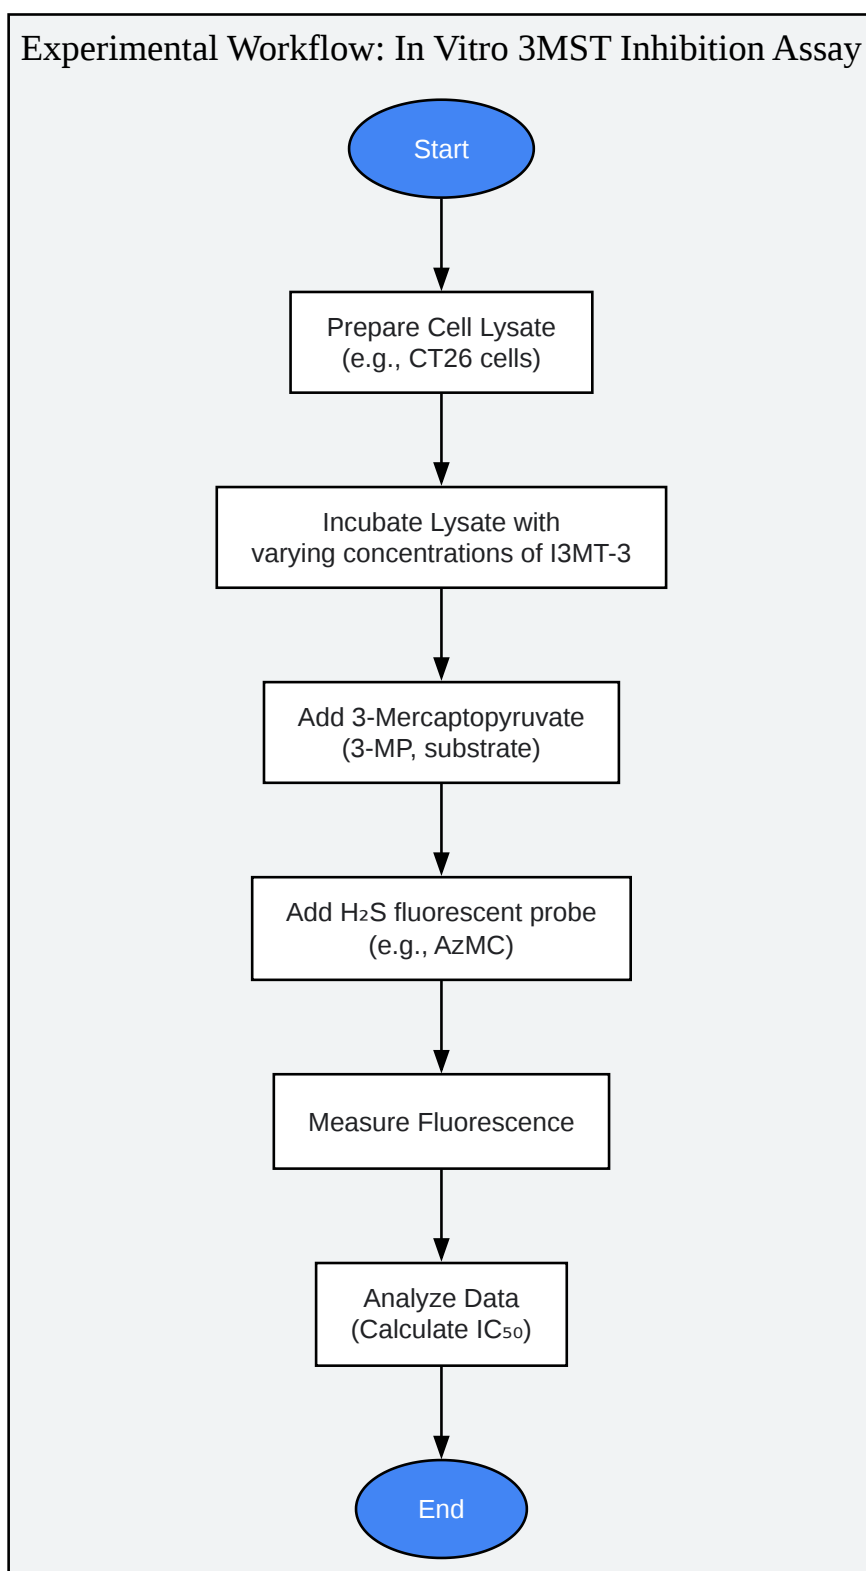 Experimental Workflow: In Vitro 3MST Inhibition Assay
Start
Prepare Cell Lysate
(e.g., CT26 cells)
Incubate Lysate with
varying concentrations of I3MT-3
Add 3-Mercaptopyruvate
(3-MP, substrate)
Add H₂S fluorescent probe
(e.g., AzMC)
Measure Fluorescence
Analyze Data
(Calculate IC₅₀)
End